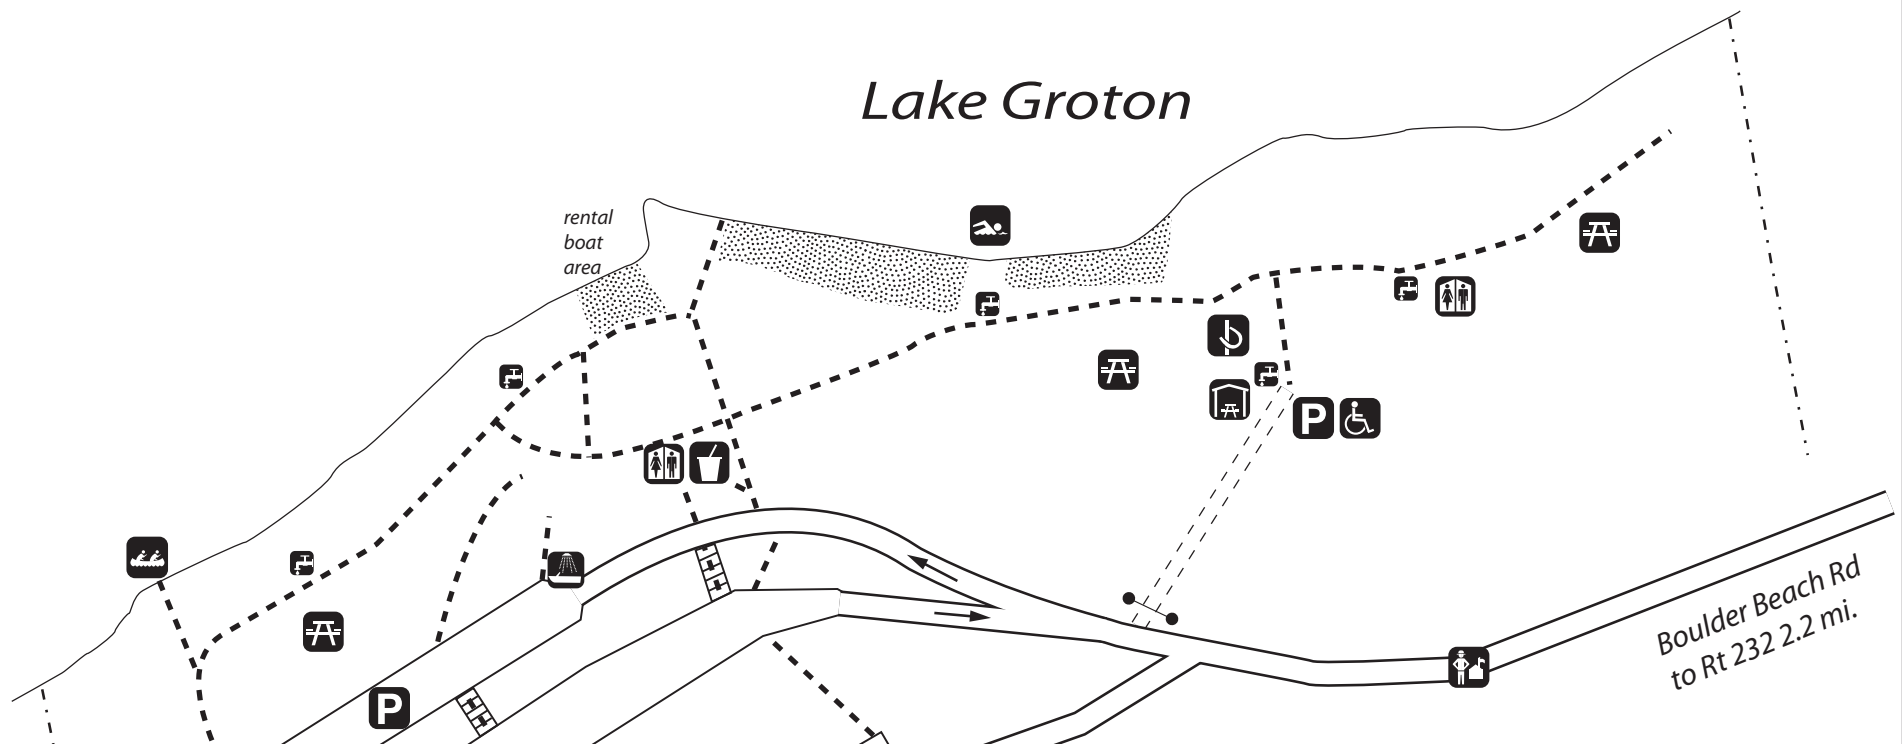 Lake Groton
rental
boat
area
P
P
Boulder Beach Rd
to Rt 232 2.2 mi.